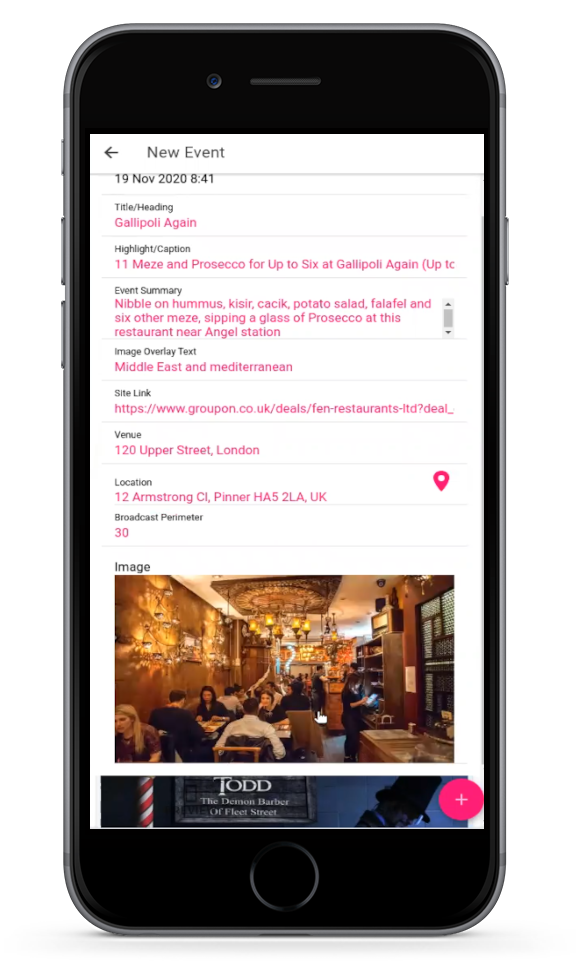 New Event
19 Nov 2020 8:41
Title/Heading
Gallipoli Again
Highlight/Caption
11 Meze and Prosecco for Up to Six at Gallipoli Again (Up to
Event Summary
Nibble on hummus, kisir, cacik, potato salad, falafel and
six other meze, sipping a glass of Prosecco at this
restaurant near Angel station
Image Overlay Text
Middle East and mediterranean
Site Link
https://www.groupon.co.uk/deals/fen-restaurants-ltd?deal_
Venue
120 Upper Street, London
Location
12 Armstrong Cl, Pinner HA5 2LA, UK
Broadcast Perimeter
30
Image
TODD
The Demon Barber
Of Fleet Street
+